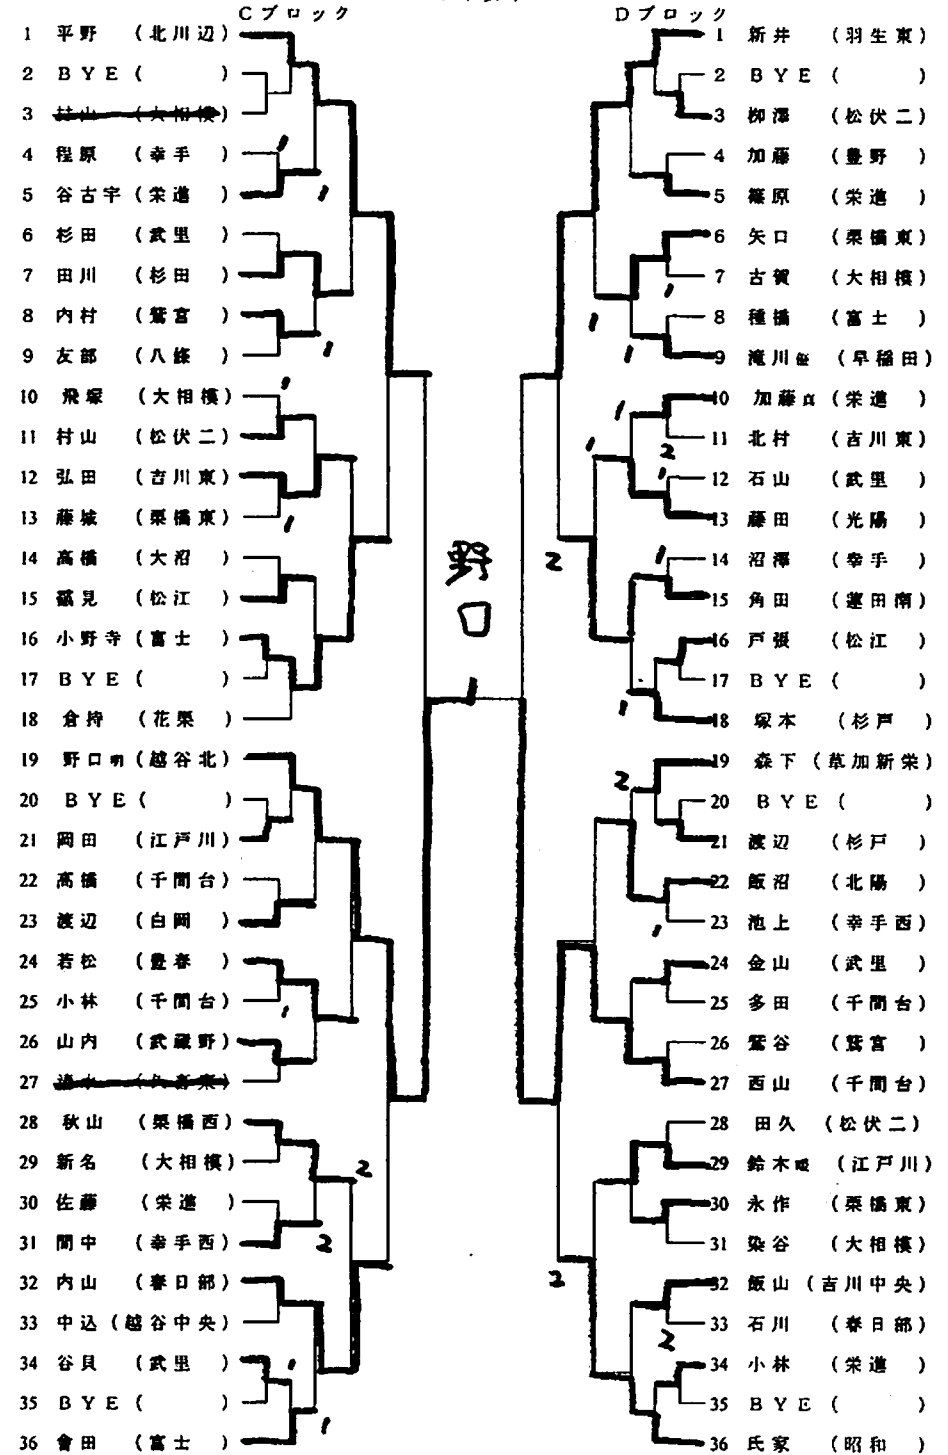 Cブロック
1 平野 (北川辺)
2 BYE ( )
3 村山 (大相模)
4 程原 (幸手 )
5 谷古宇 (栄進 )
6 杉田 (武里 )
7 田川 (杉田 )
8 内村 (鷲宮 )
9 友部 (八條 )
10 飛塚 (大相模)
11 村山 (松伏二)
12 弘田 (吉川東)
13 藤城 (栗橋東)
14 高橋 (大沼 )
15 (松江 )
16 小野寺 (富士 )
17 BYE ( )
18 倉持 (花栗 )
19 野口明 (越谷北)
20 BYE ( )
21 岡田 (江戸川)
22 高橋 (千間台)
23 渡辺 (白岡 )
24 若松 (豊春 )
25 小林 (千間台)
26 山内 (武蔵野)
27
28 秋山 (栗橋西)
29 新名 (大相模)
30 佐藤 (栄進 )
31 間中 (幸手西)
32 内山 (春日部)
33 中込 (越谷中央)
34 谷貝 (武里 )
35 BYE ( )
36 會田 (富士 )
野口
Dブロック
1 新井 (羽生東)
2 BYE ( )
3 柳澤 (松伏二)
4 加藤 (豊野 )
5 篠原 (栄進 )
6 矢口 (栗橋東)
7 古賀 (大相模)
8 種橋 (富士 )
9 滝川 (早稲田)
10 加藤真 (栄進 )
11 北村 (吉川東)
12 石山 (武里 )
13 藤田 (光陽 )
14 沼澤 (幸手 )
15 角田 (蓮田南)
16 戸張 (松江 )
17 BYE ( )
18 塚本 (杉戸 )
19 森下 (草加新栄)
20 BYE ( )
21 渡辺 (杉戸 )
22 飯沼 (北陽 )
23 池上 (幸手西)
24 金山 (武里 )
25 多田 (千間台)
26 鷲谷 (鷲宮 )
27 西山 (千間台)
28 田久 (松伏二)
29 鈴木 (江戸川)
30 永作 (栗橋東)
31 染谷 (大相模)
32 飯山 (吉川中央)
33 石川 (春日部)
34 小林 (栄進 )
35 BYE ( )
36 氏家 (昭和 )